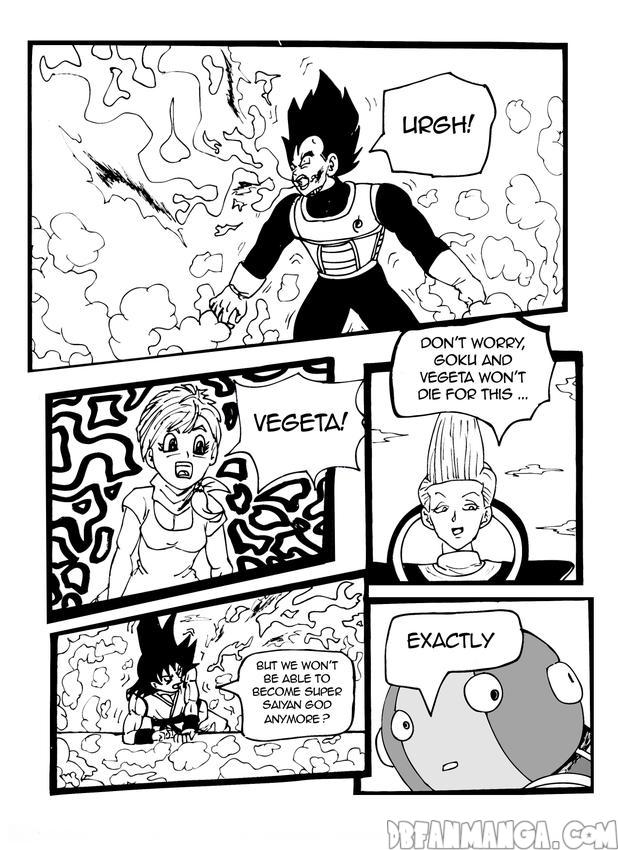 URGH!
DON'T WORRY,
GOKU AND
VEGETA WON'T
DIE FOR THIS ...
VEGETA!
BUT WE WON'T
BE ABLE TO
BECOME SUPER
SAIYAN GOD
ANYMORE?
EXACTLY
DBFANMANGA.COM